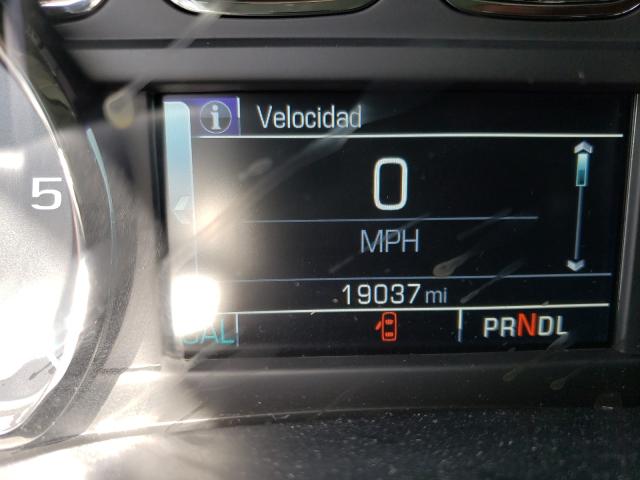 i Velocidad
5
0
MPH
19037 mi
PRNDL